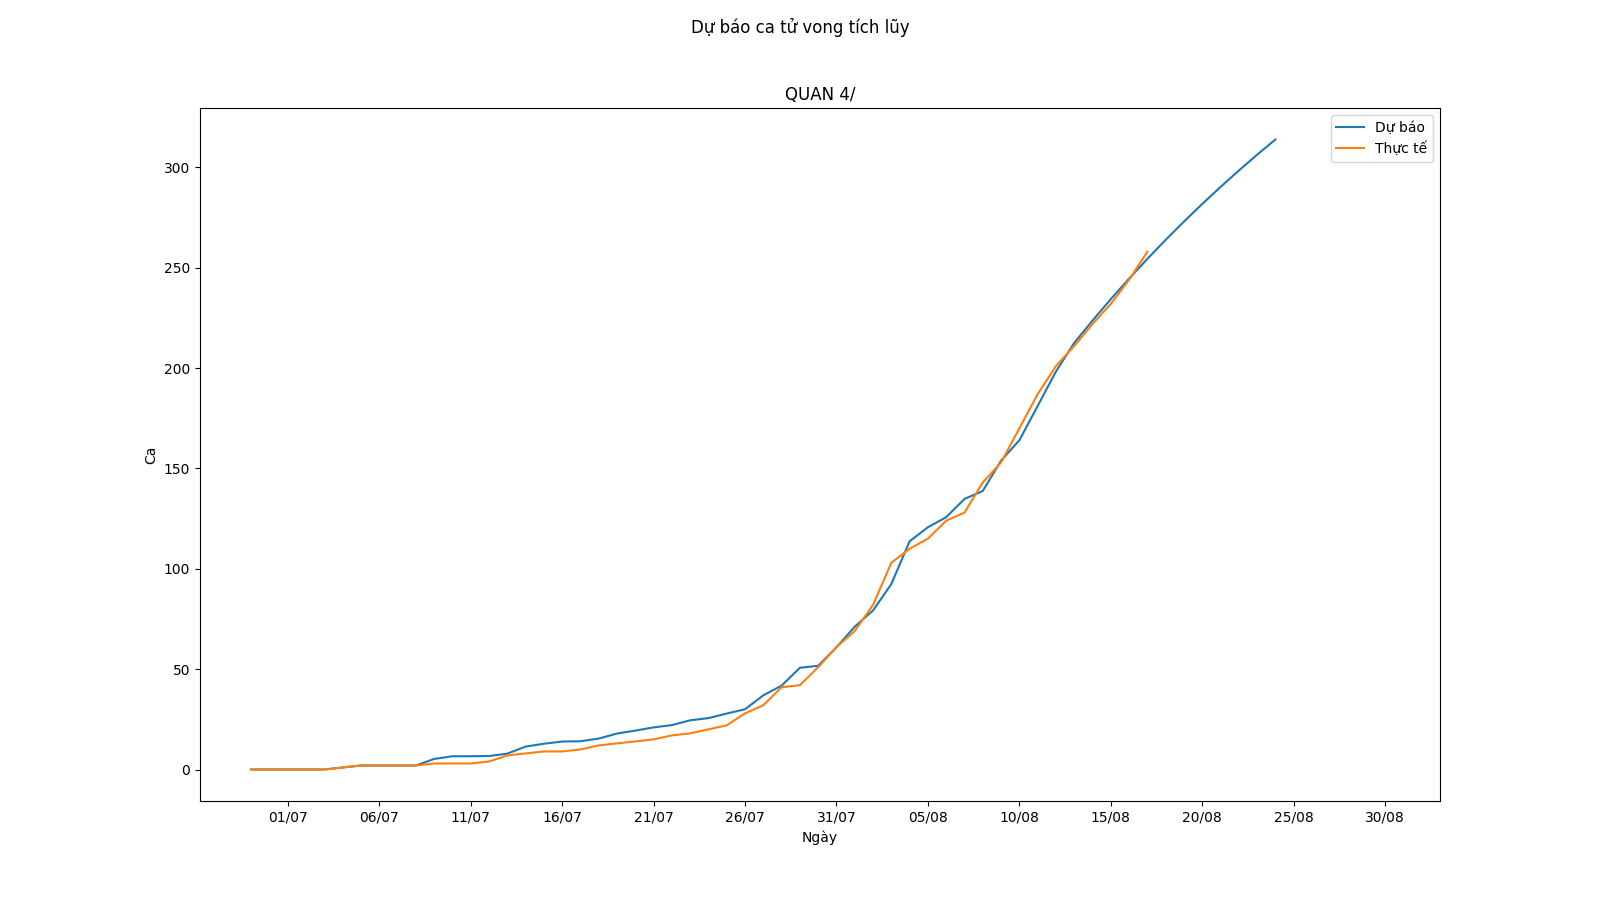 Dự báo ca tử vong tích lũy
QUAN 4/
Dự báo
Thực tế
300
250
200
150
100
50
0
Ca
01/07 06/07 11/07 16/07 21/07 26/07 31/07 05/08 10/08 15/08 20/08 25/08 30/08
Ngày